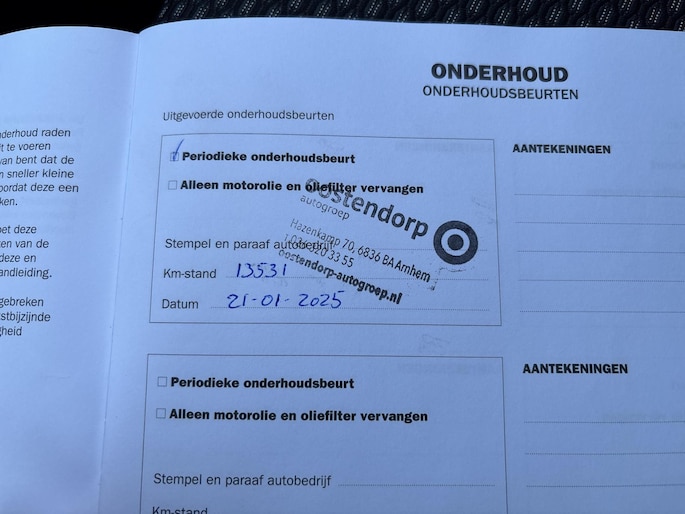 nderhoud raden
t te voeren
van bent dat de
n sneller kleine
oordat deze een
ken.
oet deze
en van de
deze en
andleiding.
gebreken
stbijzijnde
gheid
ONDERHOUD
ONDERHOUDSBEURTEN
Uitgevoerde onderhoudsbeurten
Periodieke onderhoudsbeurt
Alleen motorolie en oliefilter vervangen
oostendorp
autogroep
Hazenkamp 70, 6836 BA Arnhem
oostendorp-autogroep.nl
Stempel en paraaf autobedrijf
Km-stand 13531
Datum 21-01-2025
AANTEKENINGEN
Periodieke onderhoudsbeurt
Alleen motorolie en oliefilter vervangen
Stempel en paraaf autobedrijf
Km-stand
AANTEKENINGEN